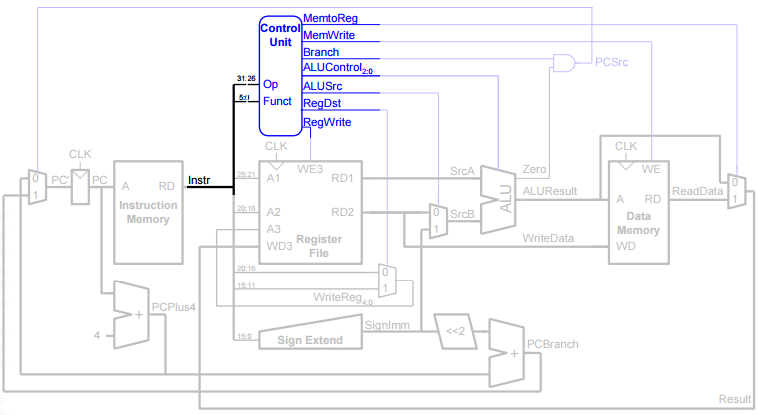 MemtoReg
Control
Unit
MemWrite
Branch
PCSrc
ALUControl2:0
31:26 Op
ALUSrc
5:0 Funct
RegDst
RegWrite
CLK
CLK
CLK
0
1
PC' PC
A RD
Instr
Instruction
Memory
25:21 A1
WE3
RD1
SrcA
Zero
WE
20:16 A2
RD2
0
1
SrcB
ALU
ALUResult
A RD
ReadData
0
1
A3
WD3
Register
File
WriteData
Data
Memory
WD
20:16
15:11
0
1
WriteReg4:0
PCPlus4
+
4
15:0
Sign Extend
SignImm
<<2
+
PCBranch
Result